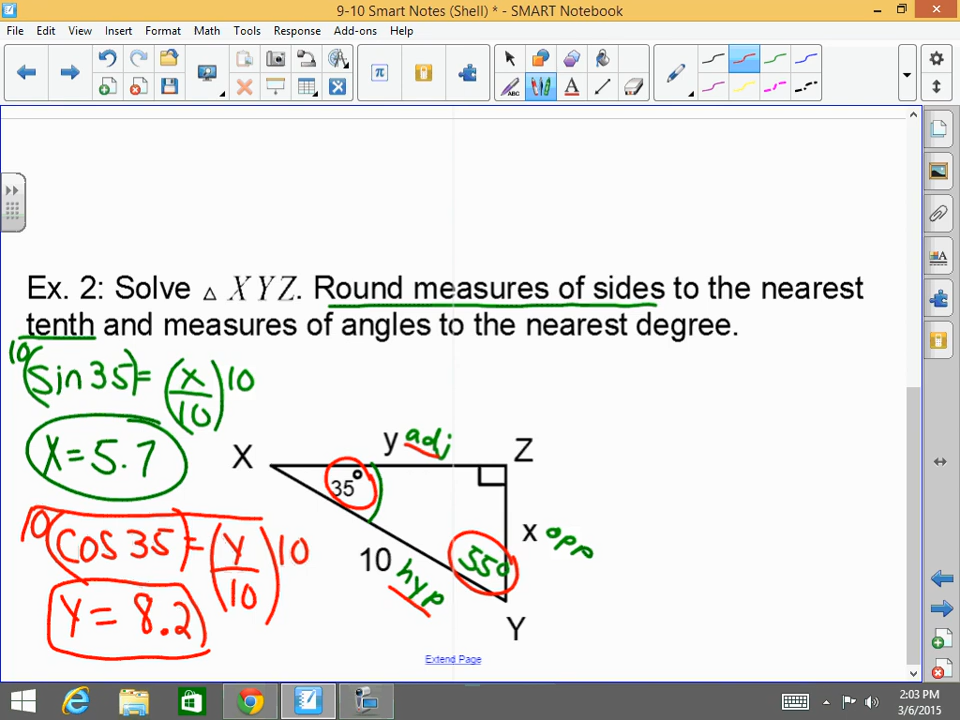 9-10 Smart Notes (Shell) * - SMART Notebook
File Edit View Insert Format Math Tools Response Add-ons Help
π
ABC
A
Ex. 2: Solve △ XYZ. Round measures of sides to the nearest
tenth and measures of angles to the nearest degree.
10(sin 35) = (x/10)10
x = 5.7
10(cos 35) = (y/10)10
y = 8.2
X
y adj
Z
35°
x opp
10 hyp
55°
Y
Extend Page
2:03 PM
3/6/2015